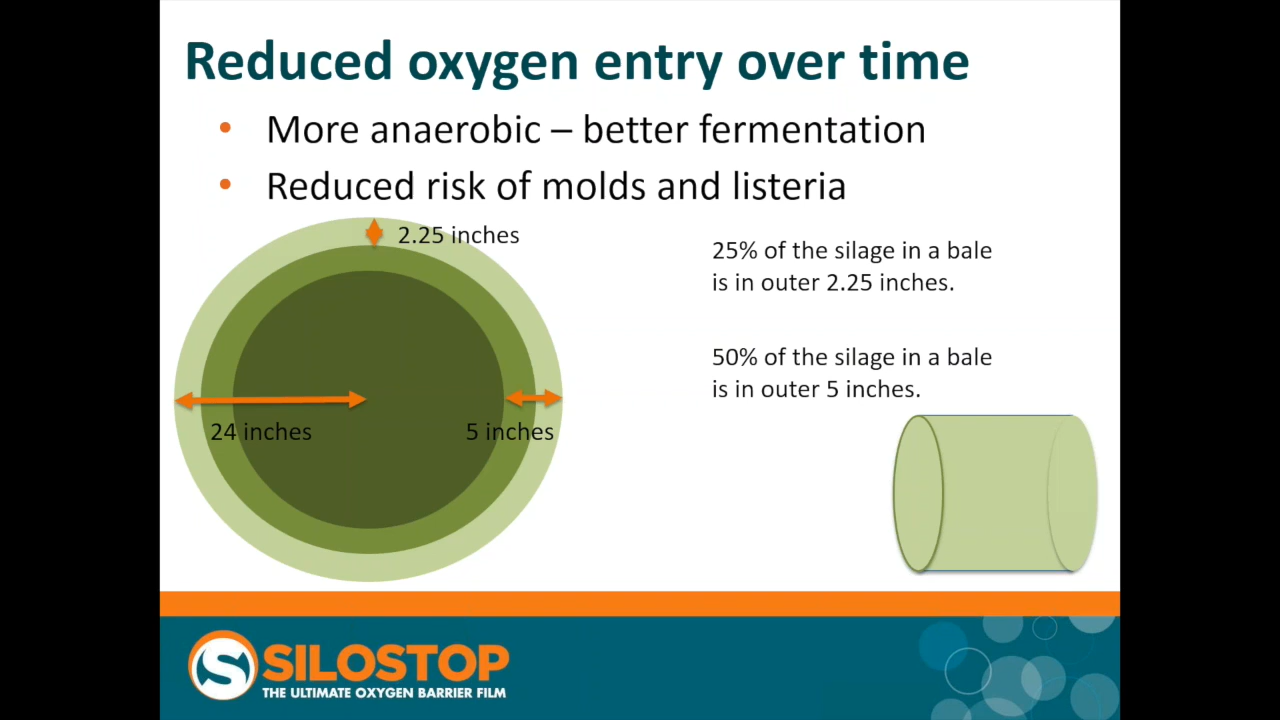 Reduced oxygen entry over time
• More anaerobic – better fermentation
• Reduced risk of molds and listeria
2.25 inches
25% of the silage in a bale
is in outer 2.25 inches.
50% of the silage in a bale
is in outer 5 inches.
24 inches
5 inches
SILOSTOP
THE ULTIMATE OXYGEN BARRIER FILM